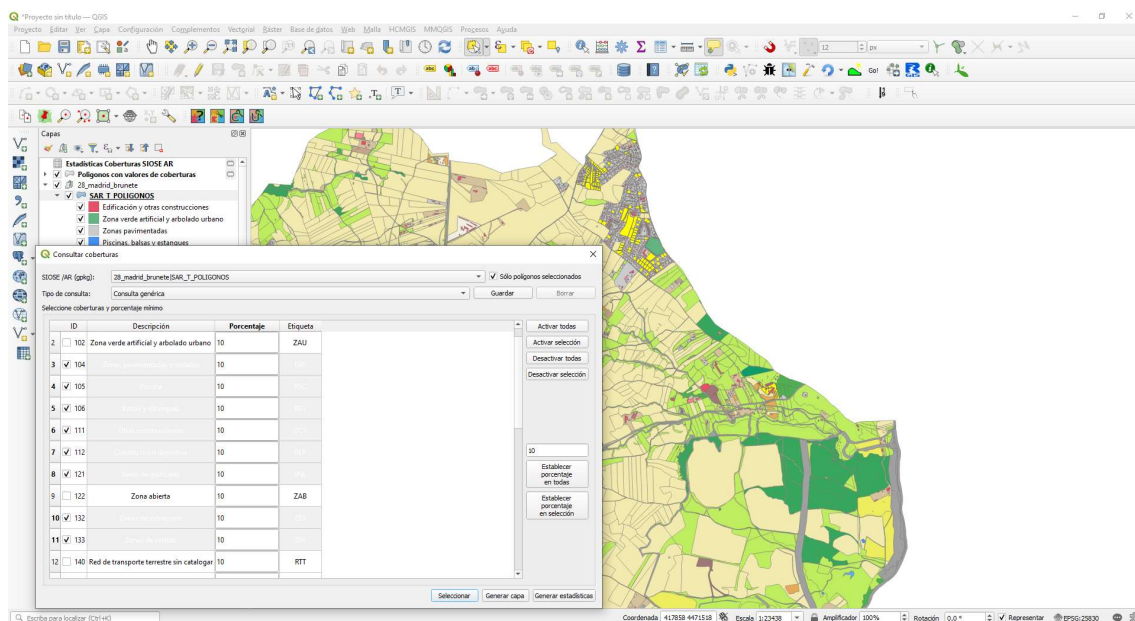 *Proyecto sin título — QGIS
Proyecto Editar Ver Capa Configuración Complementos Vectorial Ráster Base de datos Web Malla HCMGIS MMQGIS Procesos Ayuda
12 px
abc abc abc
Go!
Capas
Estadísticas Coberturas SIOSE AR
Poligonos con valores de coberturas
28_madrid_brunete
SAR_T_POLIGONOS
Edificación y otras construcciones
Zona verde artificial y arbolado urbano
Zonas pavimentadas
Piscinas, balsas y estanques
Consultar coberturas
SIOSE /AR (gpkg): 28_madrid_brunete|SAR_T_POLIGONOS Sólo polígonos seleccionados
Tipo de consulta: Consulta genérica Guardar Borrar
Seleccione coberturas y porcentaje mínimo
ID Descripción Porcentaje Etiqueta Activar todas
2 102 Zona verde artificial y arbolado urbano 10 ZAU Activar selección
3 104 10 Desactivar todas
4 105 10 Desactivar selección
5 106 10
6 111 10
7 112 10 10
8 121 10 Establecer porcentaje en todas
9 122 Zona abierta 10 ZAB Establecer porcentaje en selección
10 132 10
11 133 10
12 140 Red de transporte terrestre sin catalogar 10 RTT
Seleccionar Generar capa Generar estadísticas
Escriba para localizar (Ctrl+K) Coordenada 417858 4471518 Escala 1:23438 Amplificador 100% Rotación 0.0 ° Representar EPSG:25830